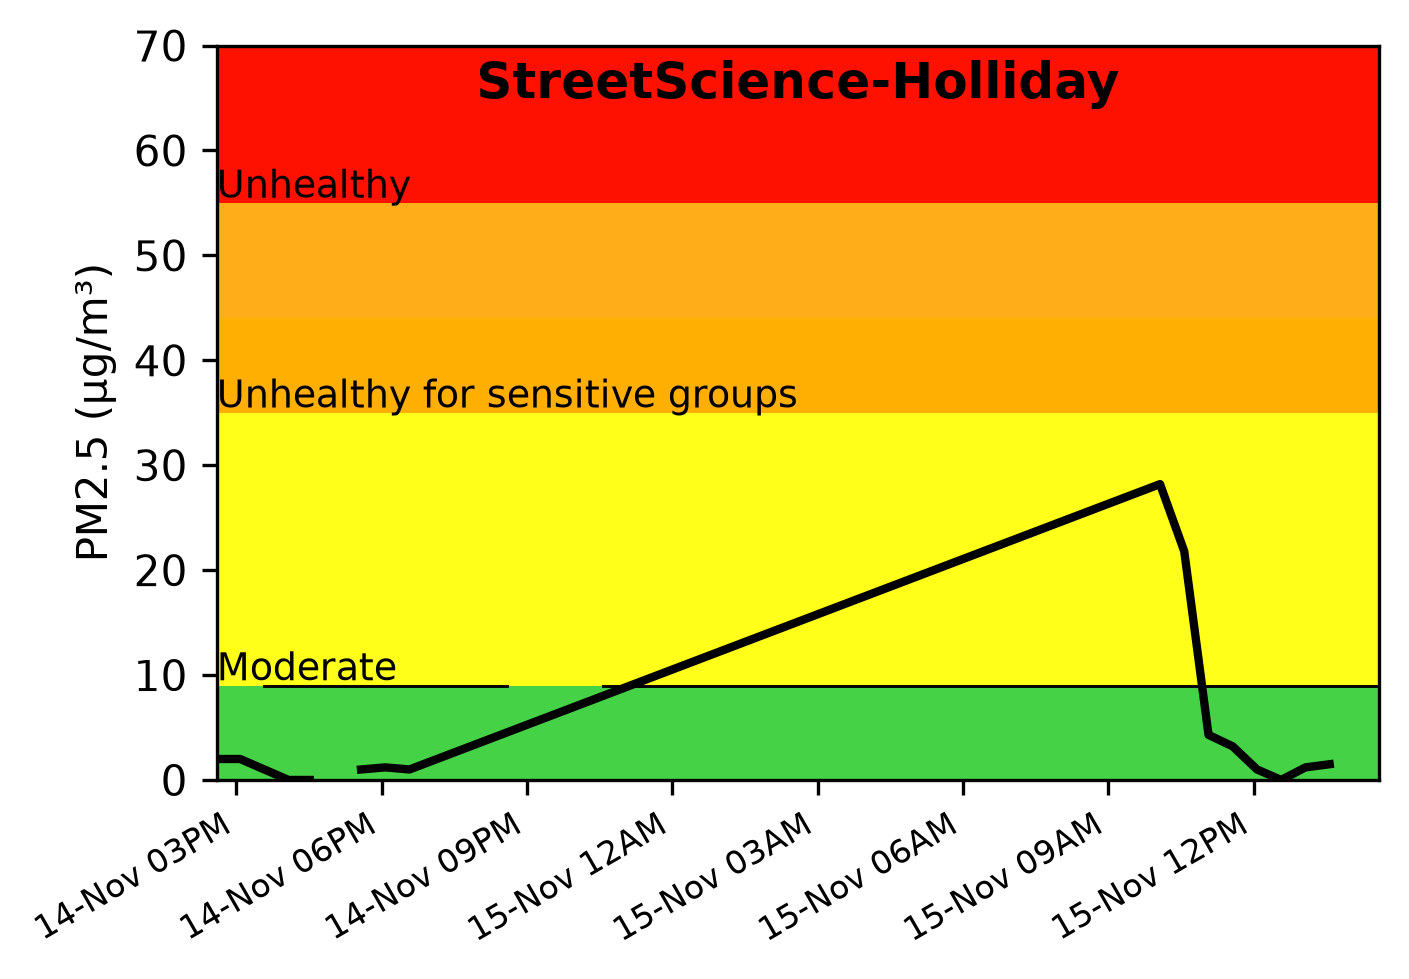 StreetScience-Holliday
PM2.5 (µg/m³)
70
60
50
40
30
20
10
0
Unhealthy
Unhealthy for sensitive groups
Moderate
14-Nov 03PM
14-Nov 06PM
14-Nov 09PM
15-Nov 12AM
15-Nov 03AM
15-Nov 06AM
15-Nov 09AM
15-Nov 12PM